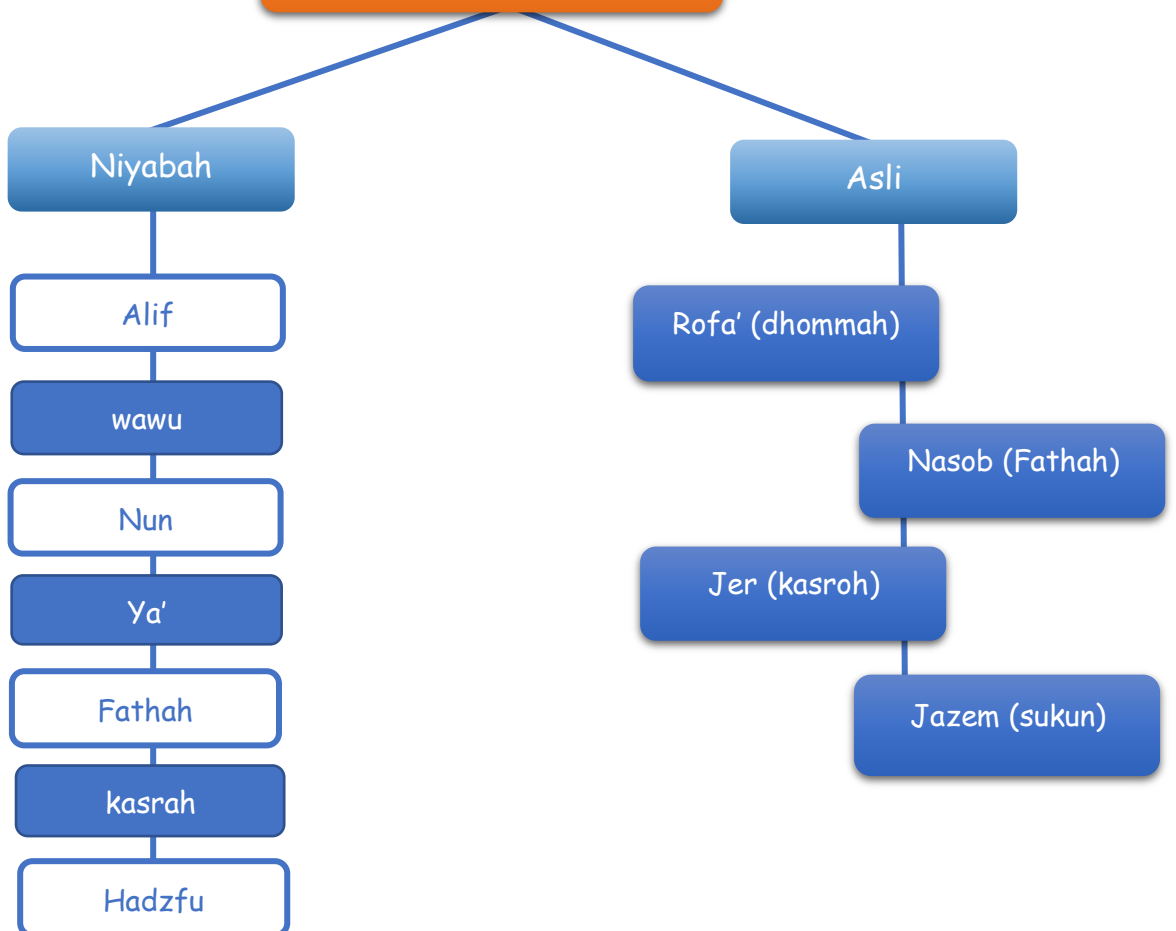 Niyabah
Alif
wawu
Nun
Ya'
Fathah
kasrah
Hadzfu
Asli
Rofa' (dhommah)
Nasob (Fathah)
Jer (kasroh)
Jazem (sukun)